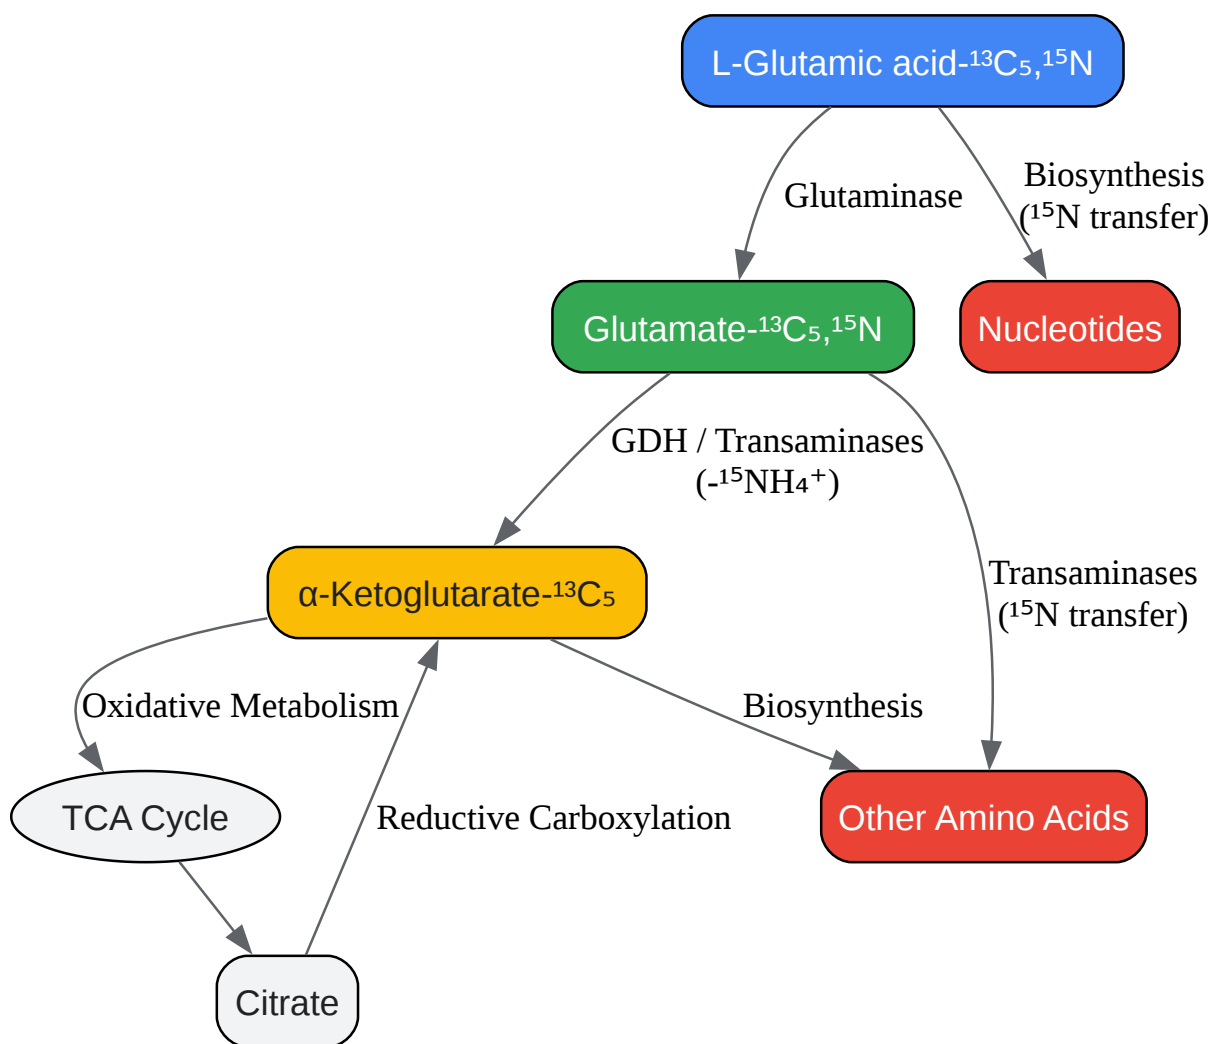 L-Glutamic acid-¹³C₅,¹⁵N
Glutaminase
Biosynthesis
(¹⁵N transfer)
Glutamate-¹³C₅,¹⁵N
Nucleotides
GDH / Transaminases
(-¹⁵NH₄⁺)
α-Ketoglutarate-¹³C₅
Transaminases
(¹⁵N transfer)
Oxidative Metabolism
Biosynthesis
TCA Cycle
Reductive Carboxylation
Other Amino Acids
Citrate